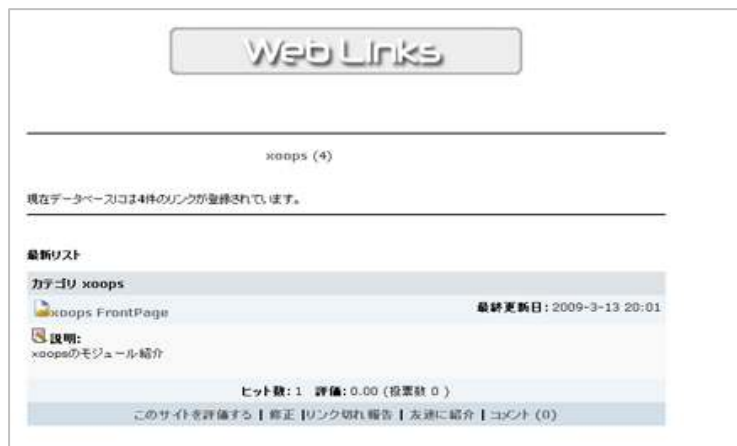 Web Links
xoops (4)
現在データベースには4件のリンクが登録されています。
最新リスト
カテゴリ xoops
xoops FrontPage 最終更新日: 2009-3-13 20:01
説明:
xoopsのモジュール紹介
ヒット数: 1 評価: 0.00 (投票数 0 )
このサイトを評価する | 修正 | リンク切れ報告 | 友達に紹介 | コメント (0)